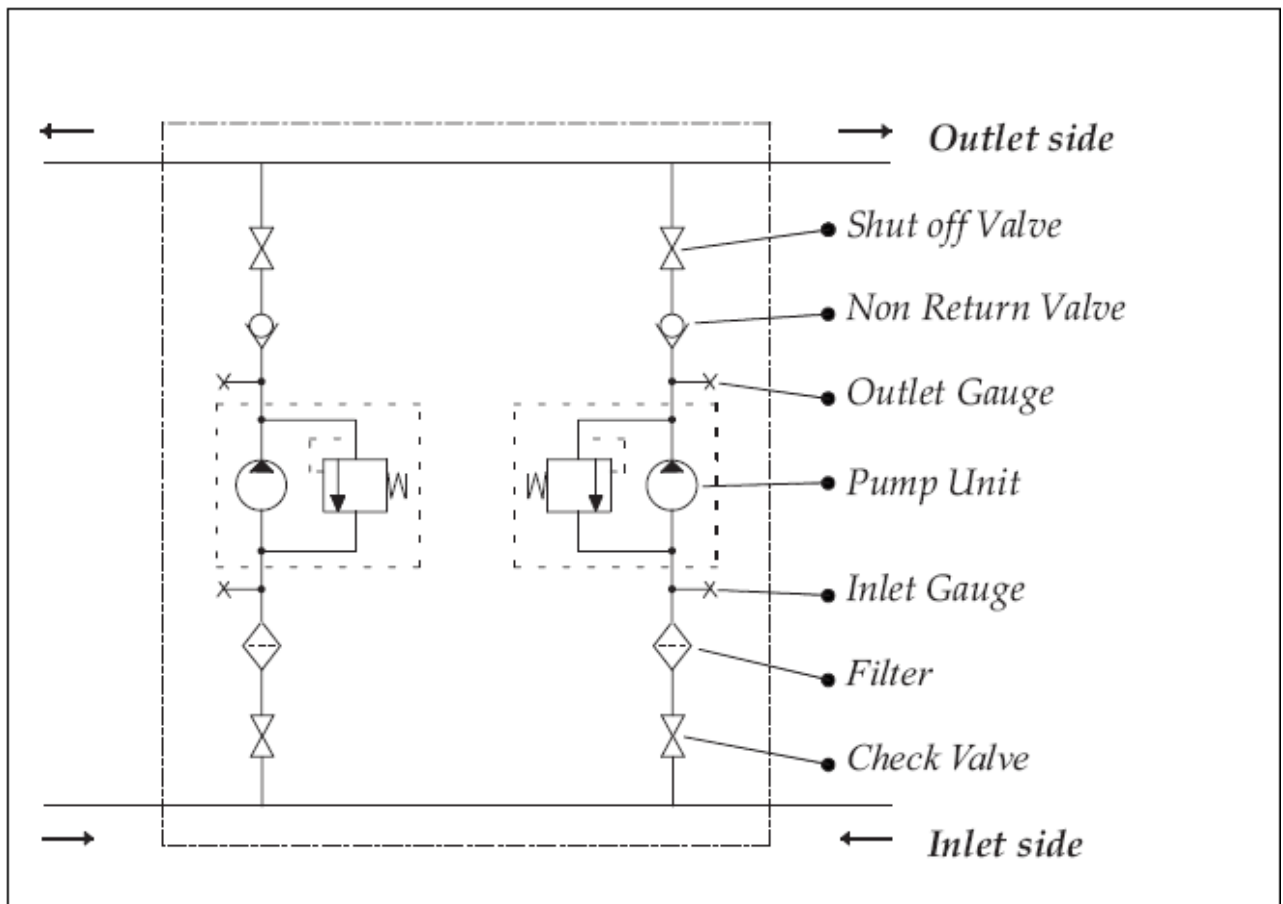 Outlet side
Shut off Valve
Non Return Valve
Outlet Gauge
Pump Unit
Inlet Gauge
Filter
Check Valve
Inlet side